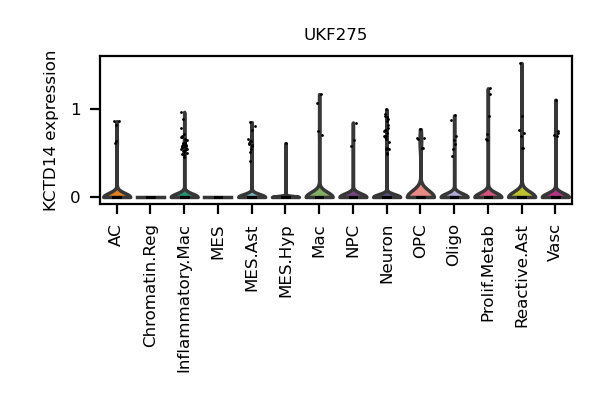 UKF275
KCTD14 expression
1
0
AC
Chromatin.Reg
Inflammatory.Mac
MES
MES.Ast
MES.Hyp
Mac
NPC
Neuron
OPC
Oligo
Prolif.Metab
Reactive.Ast
Vasc